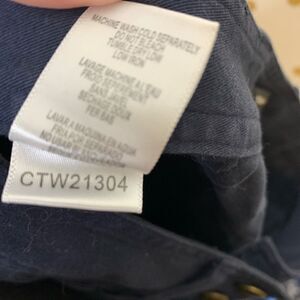 MACHINE WASH COLD SEPARATELY
DO NOT BLEACH
TUMBLE DRY LOW
LOW IRON
LAVAGE MACHINE A L'EAU
FROIS SEPAREMENT
SANS JAVEL
SECHAGE DOUX
FER BAS
LAVAR A MAQUINA EN AGUA
FRIA POR SEPARADO
CTW21304